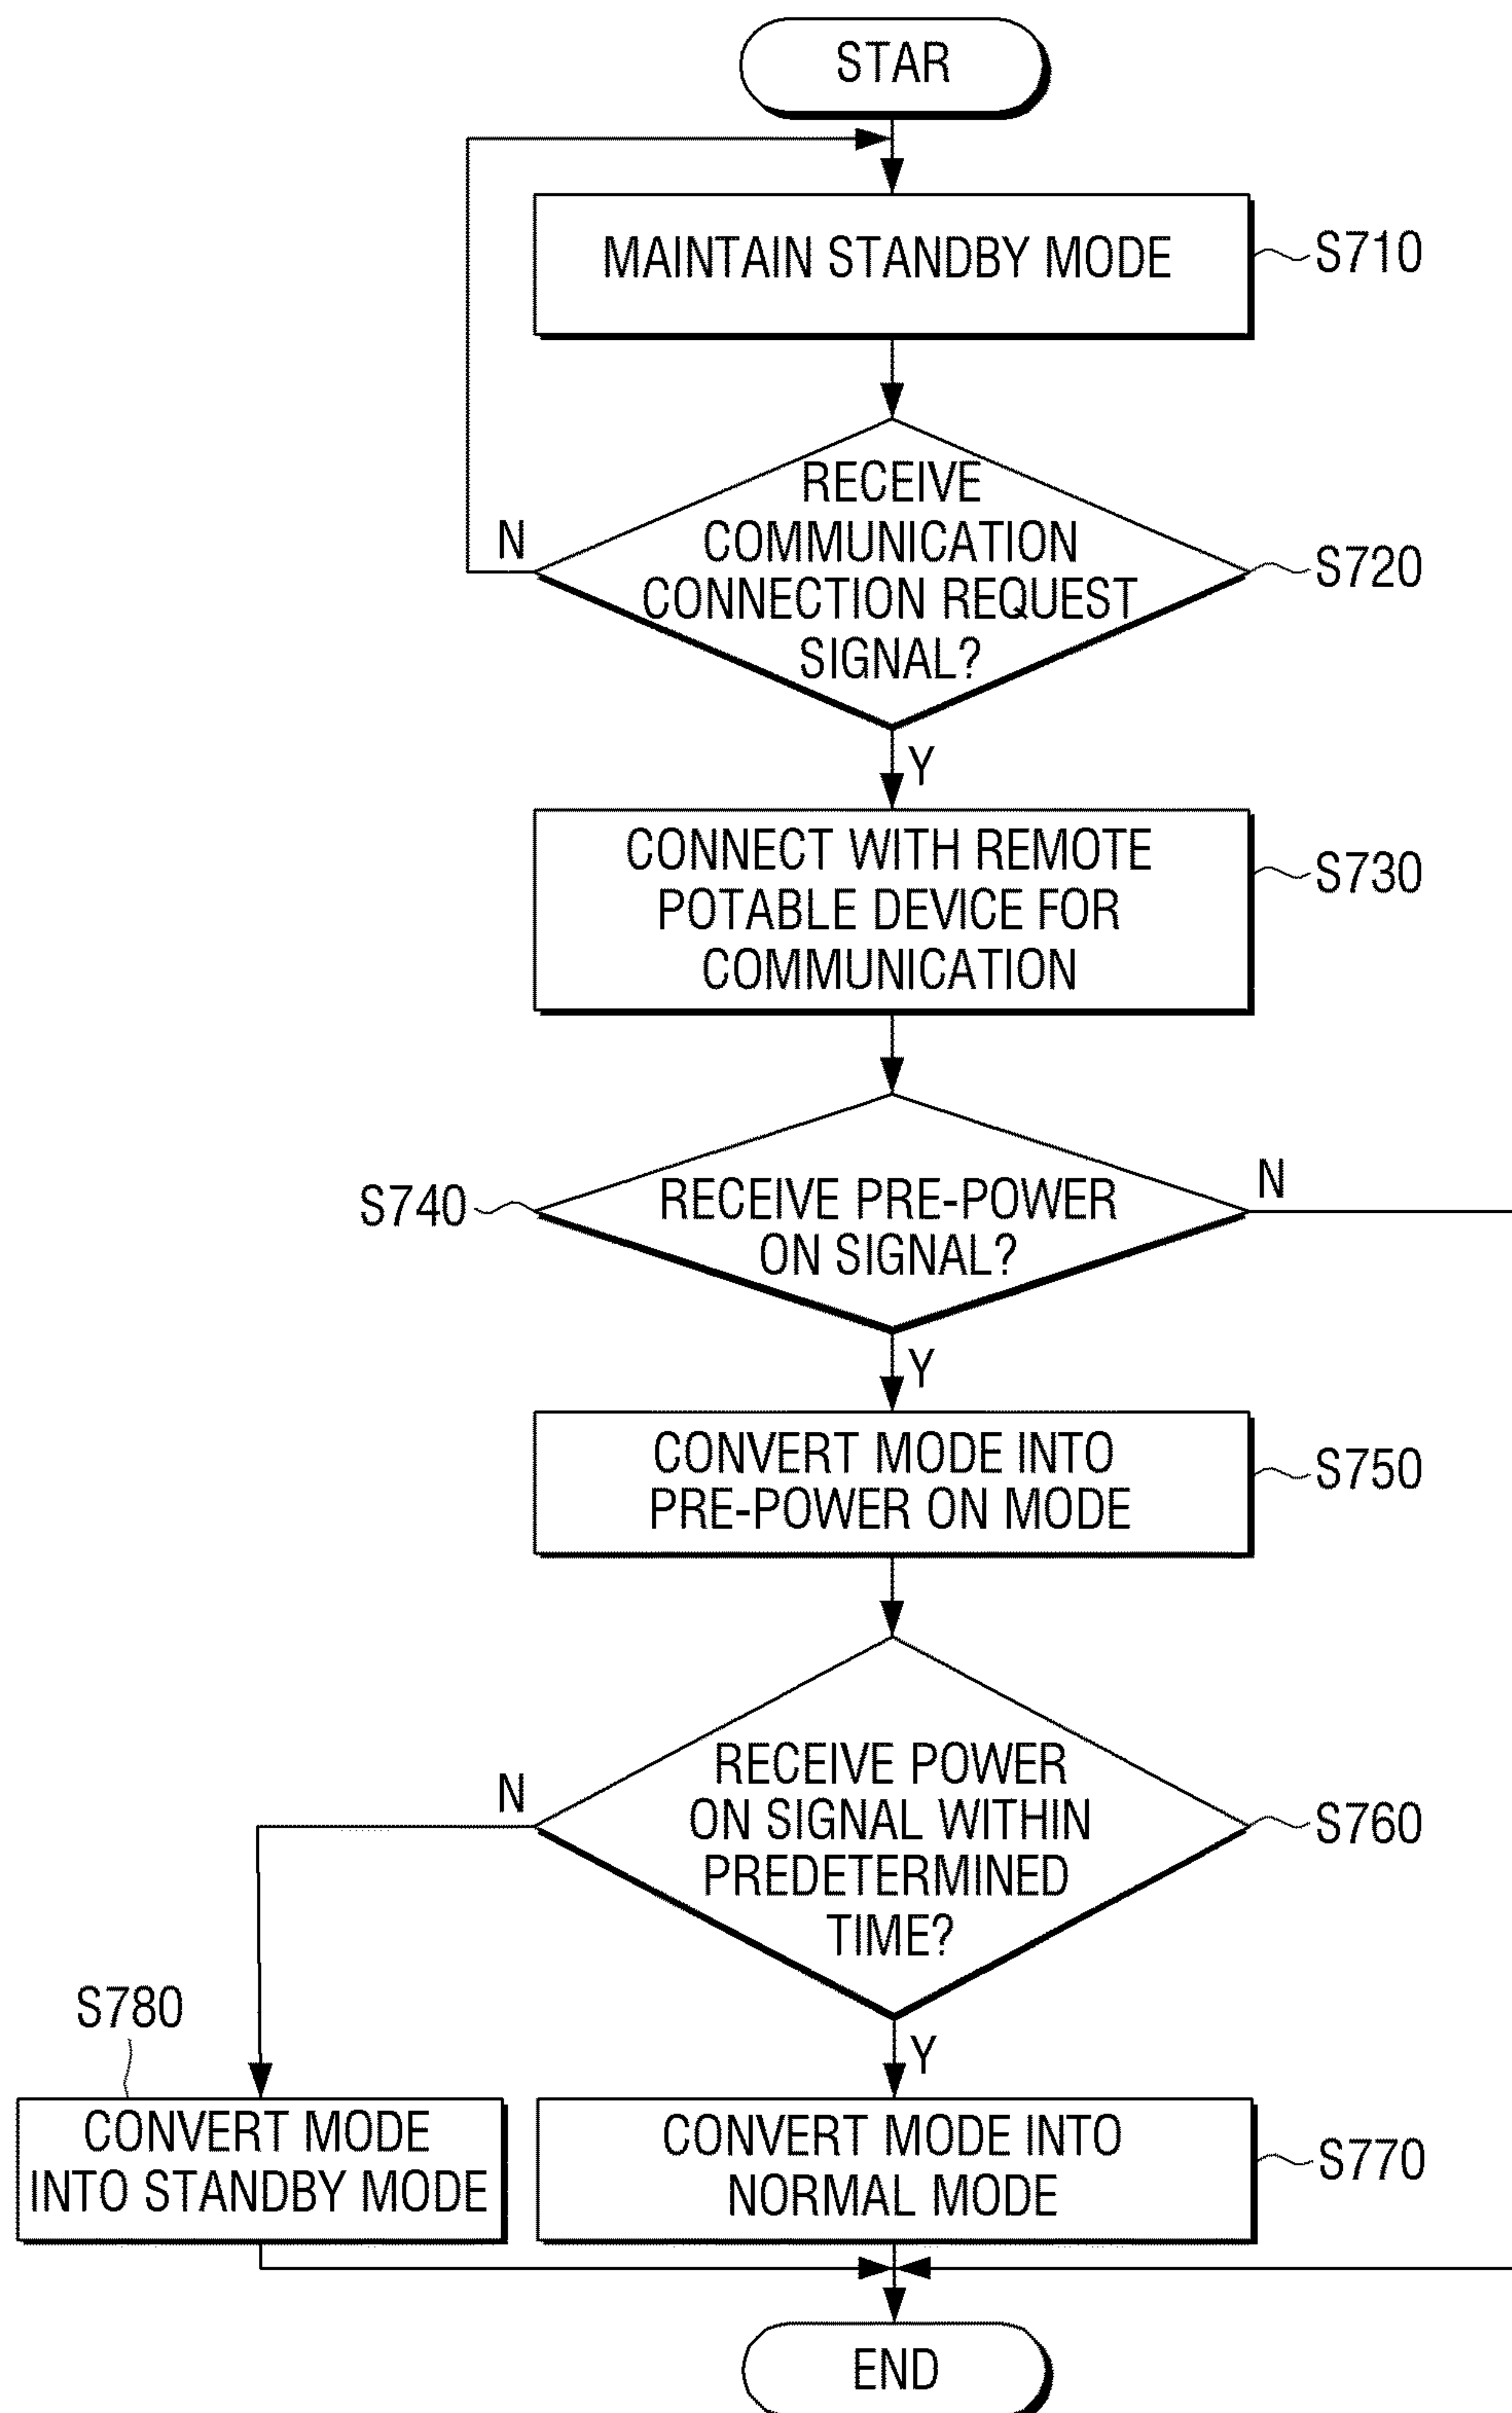 STAR
MAINTAIN STANDBY MODE
S710
RECEIVE
COMMUNICATION
CONNECTION REQUEST
SIGNAL?
N
S720
Y
CONNECT WITH REMOTE
POTABLE DEVICE FOR
COMMUNICATION
S730
S740
RECEIVE PRE-POWER
ON SIGNAL?
N
Y
CONVERT MODE INTO
PRE-POWER ON MODE
S750
N
RECEIVE POWER
ON SIGNAL WITHIN
PREDETERMINED
TIME?
S760
Y
S780
CONVERT MODE
INTO STANDBY MODE
CONVERT MODE INTO
NORMAL MODE
S770
END